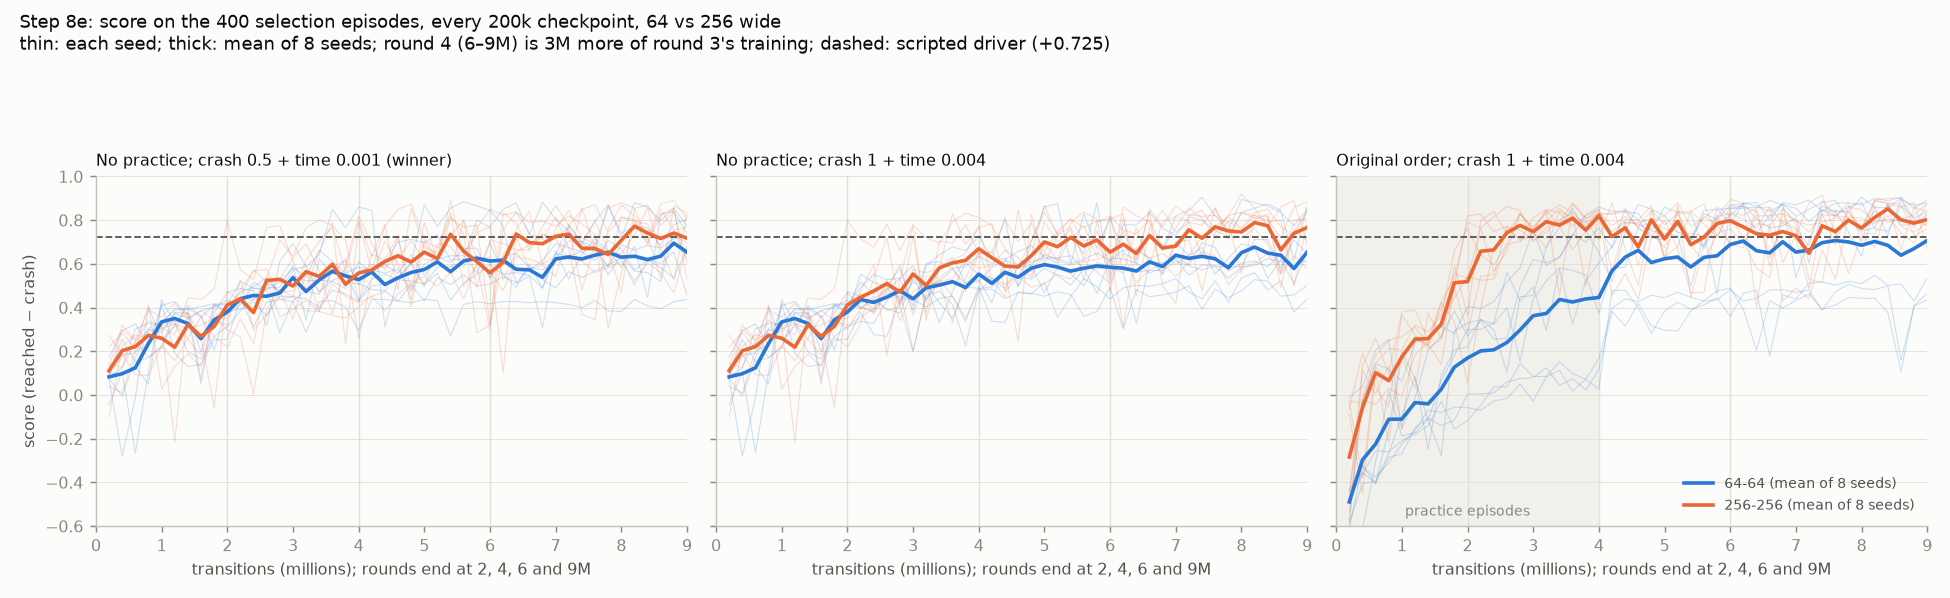 Step 8e: score on the 400 selection episodes, every 200k checkpoint, 64 vs 256 wide
thin: each seed; thick: mean of 8 seeds; round 4 (6–9M) is 3M more of round 3's training; dashed: scripted driver (+0.725)
No practice; crash 0.5 + time 0.001 (winner)
No practice; crash 1 + time 0.004
Original order; crash 1 + time 0.004
score (reached − crash)
1.0
0.8
0.6
0.4
0.2
0.0
−0.2
−0.4
−0.6
practice episodes
64-64 (mean of 8 seeds)
256-256 (mean of 8 seeds)
0 1 2 3 4 5 6 7 8 9
0 1 2 3 4 5 6 7 8 9
0 1 2 3 4 5 6 7 8 9
transitions (millions); rounds end at 2, 4, 6 and 9M
transitions (millions); rounds end at 2, 4, 6 and 9M
transitions (millions); rounds end at 2, 4, 6 and 9M